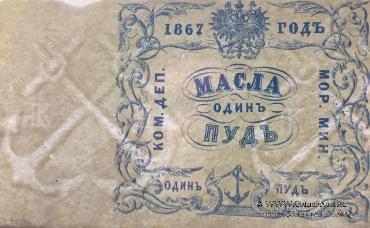 1867 ГОДЪ
КОМ. ДЕП.
МАСЛА
ОДИНЪ
ПУДЪ
МОР. МИН.
ОДИНЪ ПУДЪ